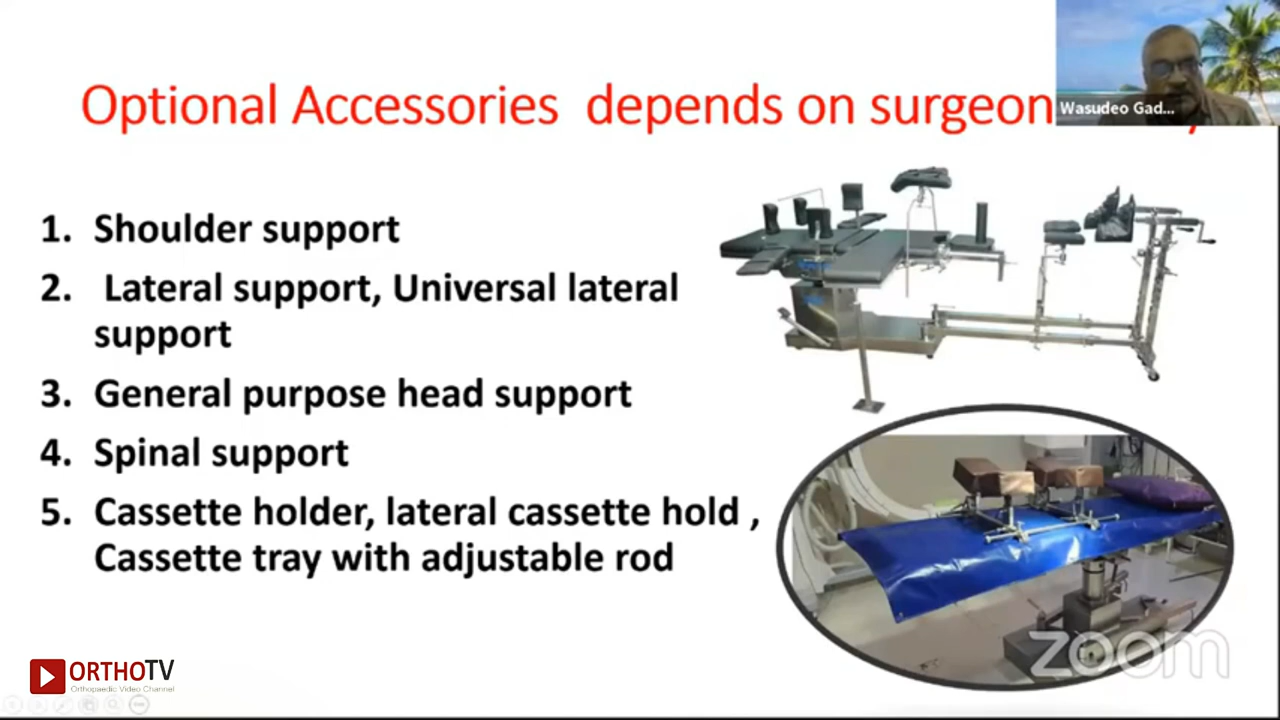 Optional Accessories depends on surgeon
Wasudeo Gad...
1. Shoulder support
2. Lateral support, Universal lateral
support
3. General purpose head support
4. Spinal support
5. Cassette holder, lateral cassette hold ,
Cassette tray with adjustable rod
zoom
ORTHOTV
Orthopaedic Video Channel